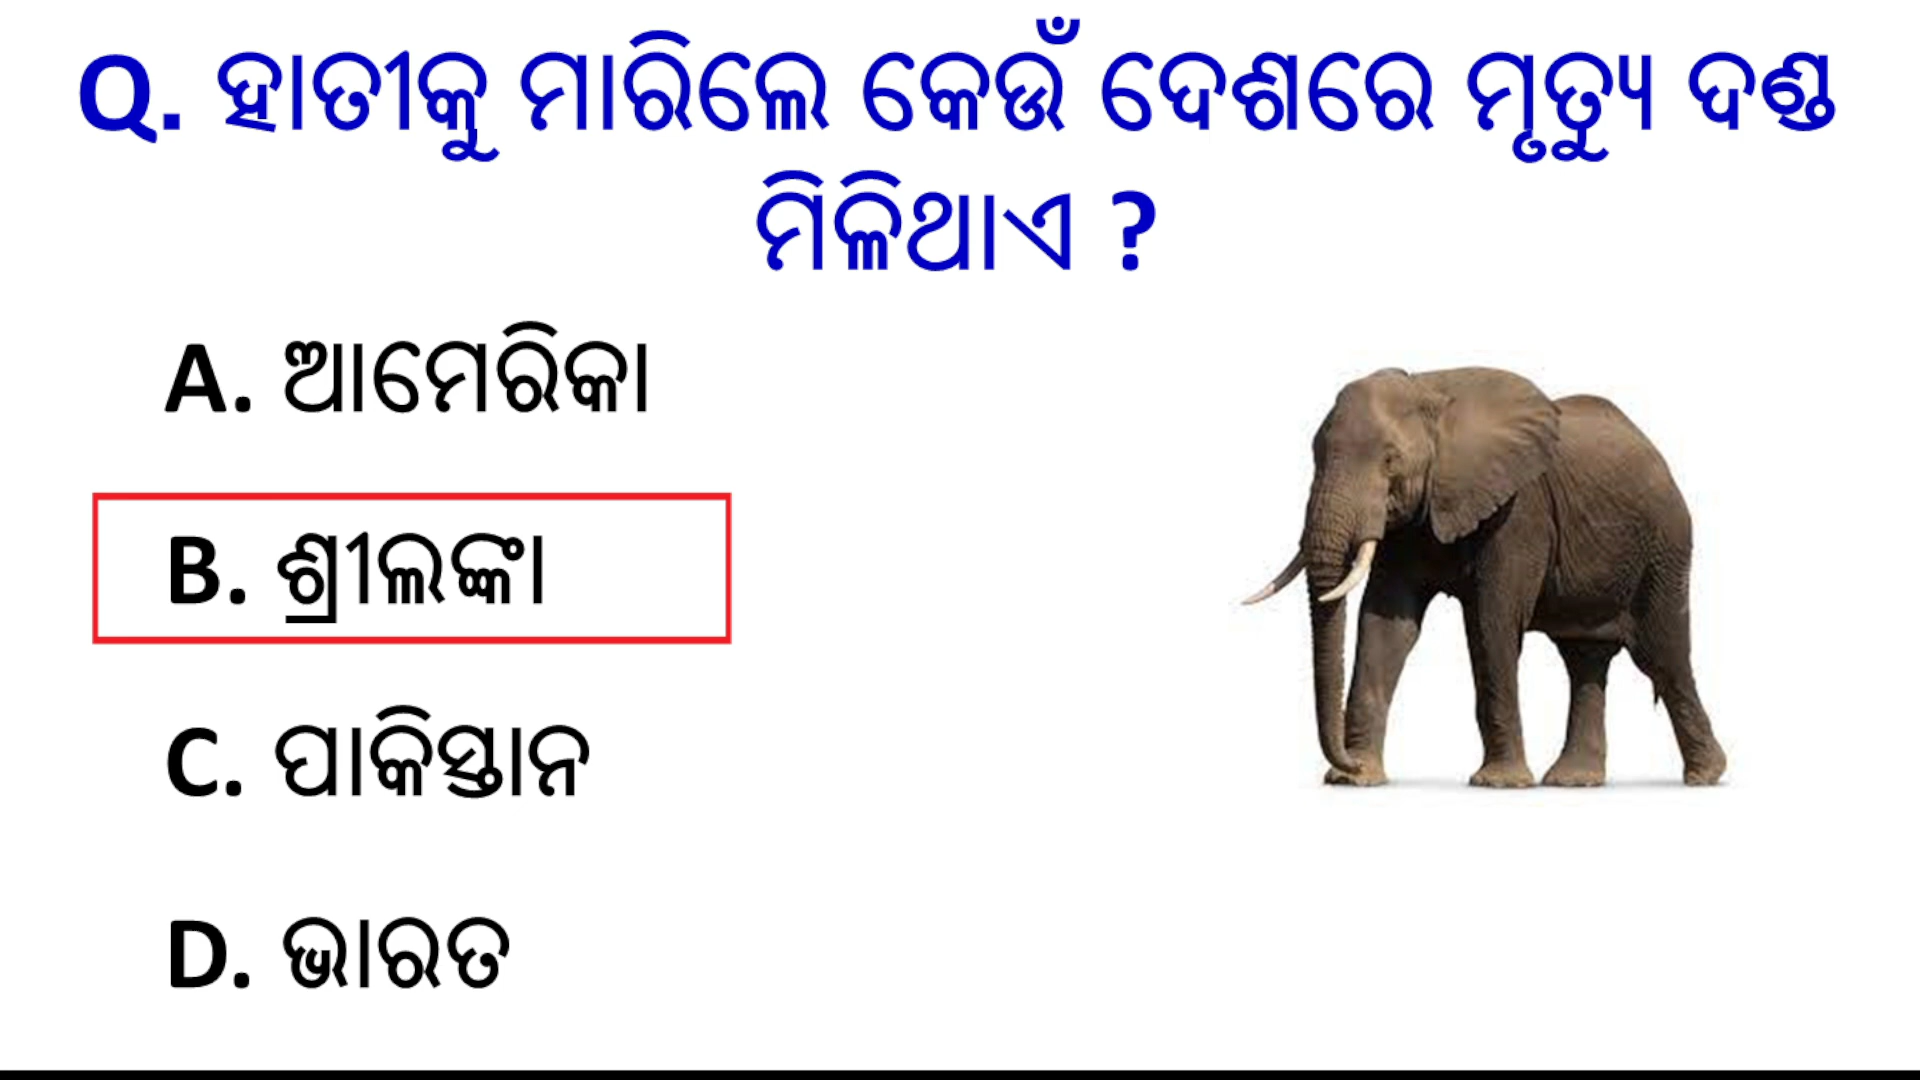 Q. ହାତୀକୁ ମାରିଲେ କେଉଁ ଦେଶରେ ମୃତ୍ୟୁ ଦଣ୍ଡ
ମିଳିଥାଏ ?
A. ଆମେରିକା
B. ଶ୍ରୀଲଙ୍କା
C. ପାକିସ୍ତାନ
D. ଭାରତ